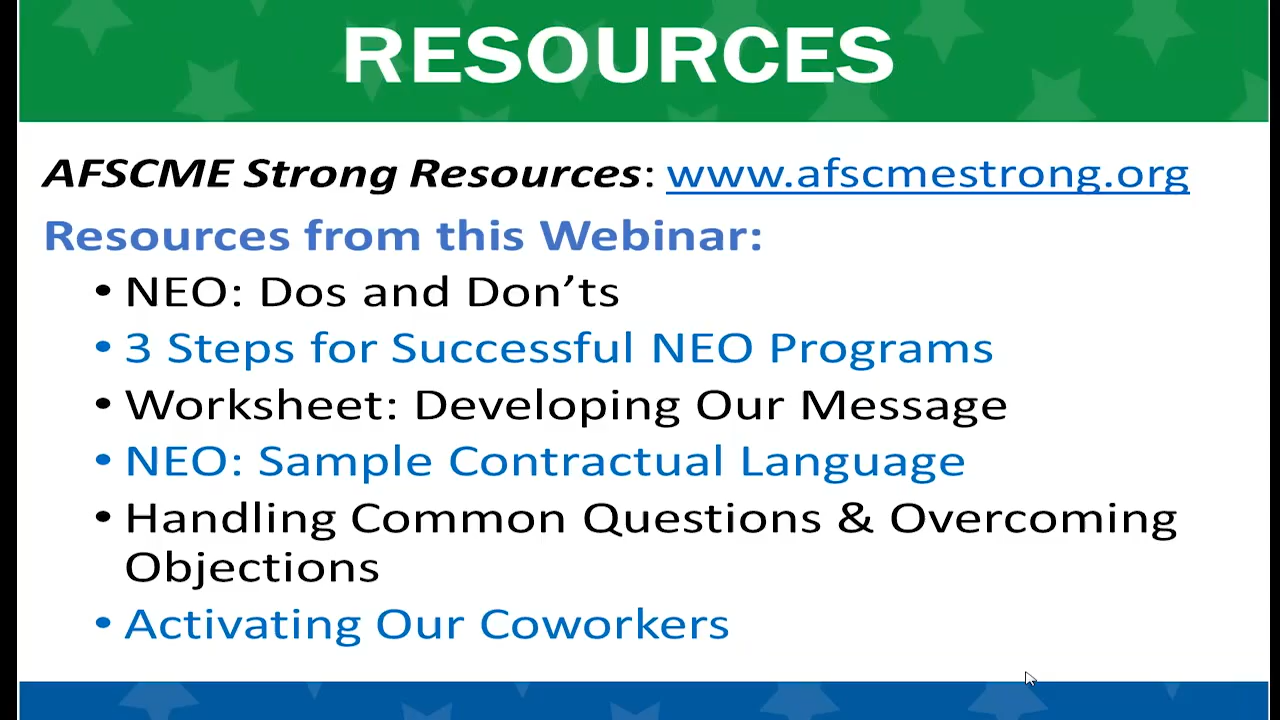 RESOURCES
AFSCME Strong Resources: www.afscmestrong.org
Resources from this Webinar:
• NEO: Dos and Don’ts
• 3 Steps for Successful NEO Programs
• Worksheet: Developing Our Message
• NEO: Sample Contractual Language
• Handling Common Questions & Overcoming
Objections
• Activating Our Coworkers